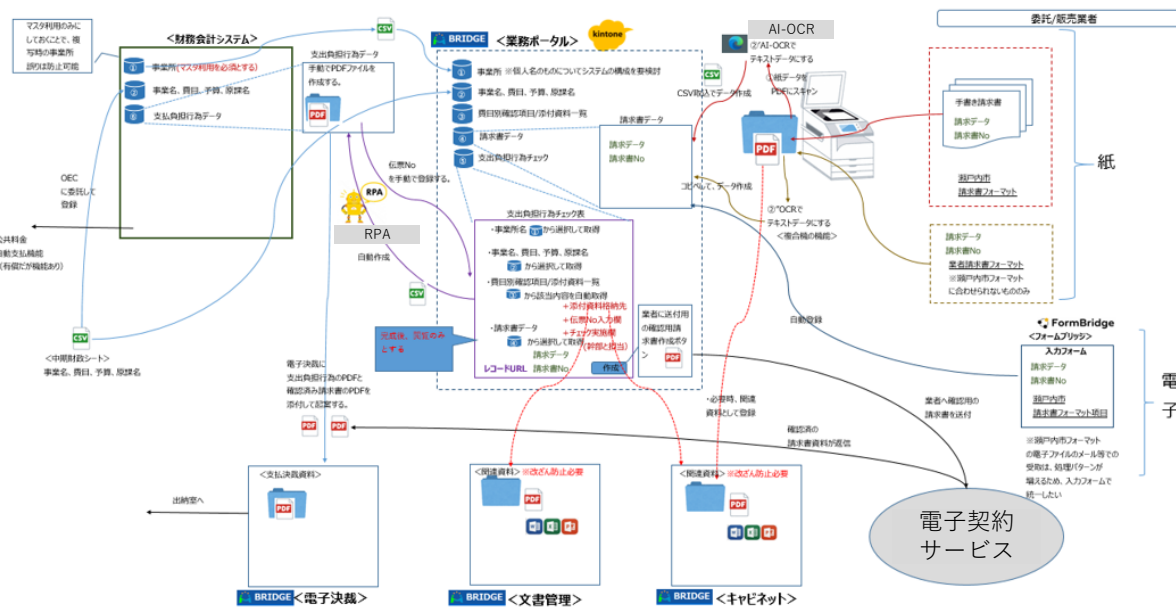 マスタ利用のみに
しておくことで、複
写時の事業所
誤りは防止可能
＜財務会計システム＞
① 事業所(マスタ利用を必須とする)
② 事業名、費目、予算、原課名
⑥ 支払負担行為データ
OEC
に委託して
登録
公共料金
自動支払機能
(有償だが機能あり)
CSV
＜中期財政シート＞
事業名、費目、予算、原課名
支出負担行為データ
手動でPDFファイルを
作成する。
PDF
CSV
伝票No
を手動で登録する。
RPA
RPA
自動作成
CSV
BRIDGE ＜業務ポータル＞
kintone
① 事業所 ※個人名のものについてシステムの構成を要検討
② 事業名、費目、予算、原課名
③ 費目別確認項目/添付資料一覧
④ 請求書データ
⑤ 支出負担行為チェック
請求書データ
請求データ
請求書No
支出負担行為チェック表
・事業所名 ① から選択して取得
・事業名、費目、予算、原課名
② から選択して取得
・費目別確認項目/添付資料一覧
③ から該当内容を自動取得
＋添付資料格納先
＋伝票No入力欄
＋チェック実施欄
(幹部と担当)
・請求書データ
④ から選択して取得
請求データ
レコードURL 請求書No
作成
完成後、閲覧のみ
とする
業者に送付用
の確認用請
求書作成ボタ
ン
PDF
AI-OCR
②'AI-OCRで
テキストデータにする
CSV
CSV取込でデータ作成
①紙データを
PDFにスキャン
PDF
コピペして、データ作成
②''OCRで
テキストデータにする
＜複合機の機能＞
委託/販売業者
手書き請求書
請求データ
請求書No
瀬戸内市
請求書フォーマット
紙
請求データ
請求書No
業者請求書フォーマット
※瀬戸内市フォーマット
に合わせられないもののみ
自動登録
FormBridge
＜フォームブリッジ＞
入力フォーム
請求データ
請求書No
瀬戸内市
請求書フォーマット項目
電
子
※瀬戸内市フォーマット
の電子ファイルのメール等での
受取は、処理パターンが
増えるため、入力フォームで
統一したい
電子決裁に
支出負担行為のPDFと
確認済み請求書のPDFを
添付して起案する。
PDF PDF
・必要時、関連
資料として登録
業者へ確認用の
請求書を送付
確認済の
請求書資料が返信
電子契約
サービス
出納室へ
＜支払決裁資料＞
PDF
BRIDGE ＜電子決裁＞
＜関連資料＞※改ざん防止必要
PDF
BRIDGE ＜文書管理＞
＜関連資料＞※改ざん防止必要
PDF
BRIDGE ＜キャビネット＞